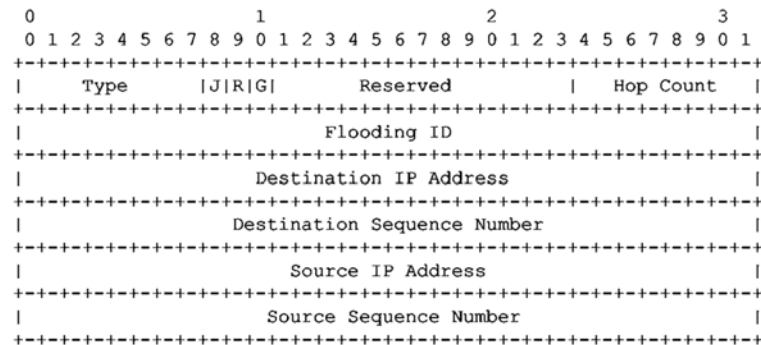 0 1 2 3
0 1 2 3 4 5 6 7 8 9 0 1 2 3 4 5 6 7 8 9 0 1 2 3 4 5 6 7 8 9 0 1
+-+-+-+-+-+-+-+-+-+-+-+-+-+-+-+-+-+-+-+-+-+-+-+-+-+-+-+-+-+-+-+-+
| Type |J|R|G| Reserved | Hop Count |
+-+-+-+-+-+-+-+-+-+-+-+-+-+-+-+-+-+-+-+-+-+-+-+-+-+-+-+-+-+-+-+-+
| Flooding ID |
+-+-+-+-+-+-+-+-+-+-+-+-+-+-+-+-+-+-+-+-+-+-+-+-+-+-+-+-+-+-+-+-+
| Destination IP Address |
+-+-+-+-+-+-+-+-+-+-+-+-+-+-+-+-+-+-+-+-+-+-+-+-+-+-+-+-+-+-+-+-+
| Destination Sequence Number |
+-+-+-+-+-+-+-+-+-+-+-+-+-+-+-+-+-+-+-+-+-+-+-+-+-+-+-+-+-+-+-+-+
| Source IP Address |
+-+-+-+-+-+-+-+-+-+-+-+-+-+-+-+-+-+-+-+-+-+-+-+-+-+-+-+-+-+-+-+-+
| Source Sequence Number |
+-+-+-+-+-+-+-+-+-+-+-+-+-+-+-+-+-+-+-+-+-+-+-+-+-+-+-+-+-+-+-+-+